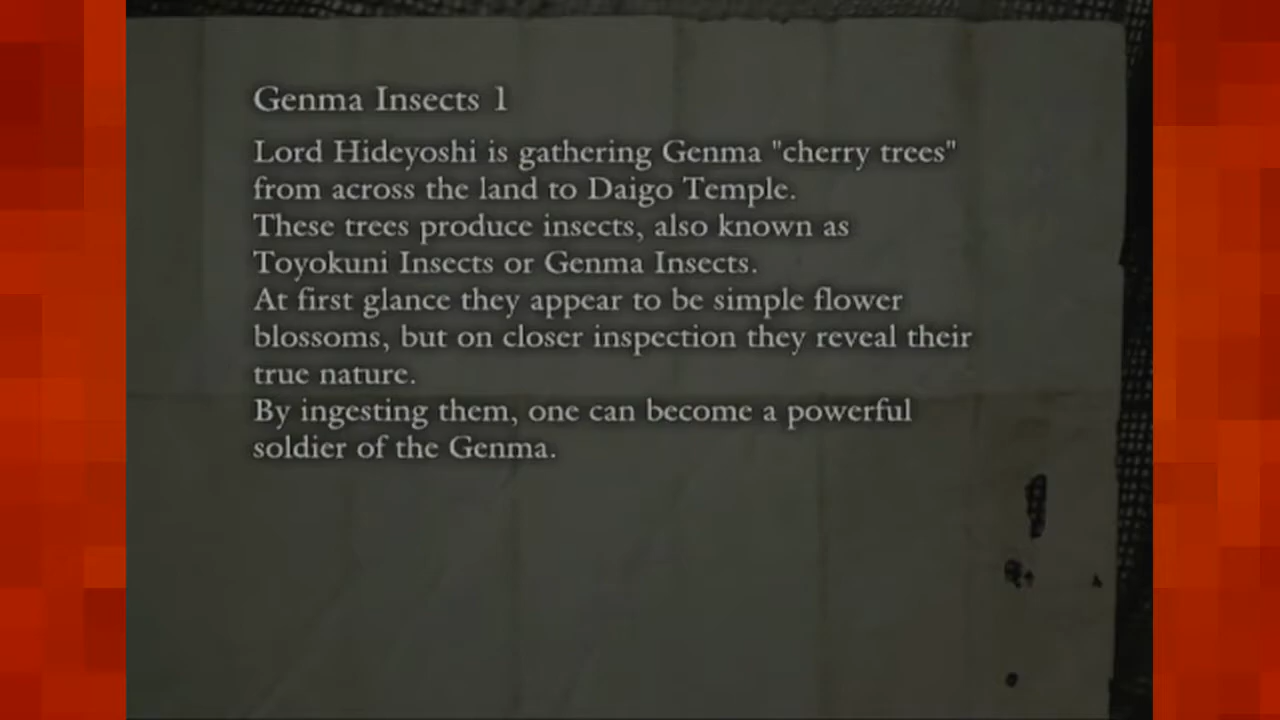 Genma Insects 1
Lord Hideyoshi is gathering Genma "cherry trees"
from across the land to Daigo Temple.
These trees produce insects, also known as
Toyokuni Insects or Genma Insects.
At first glance they appear to be simple flower
blossoms, but on closer inspection they reveal their
true nature.
By ingesting them, one can become a powerful
soldier of the Genma.